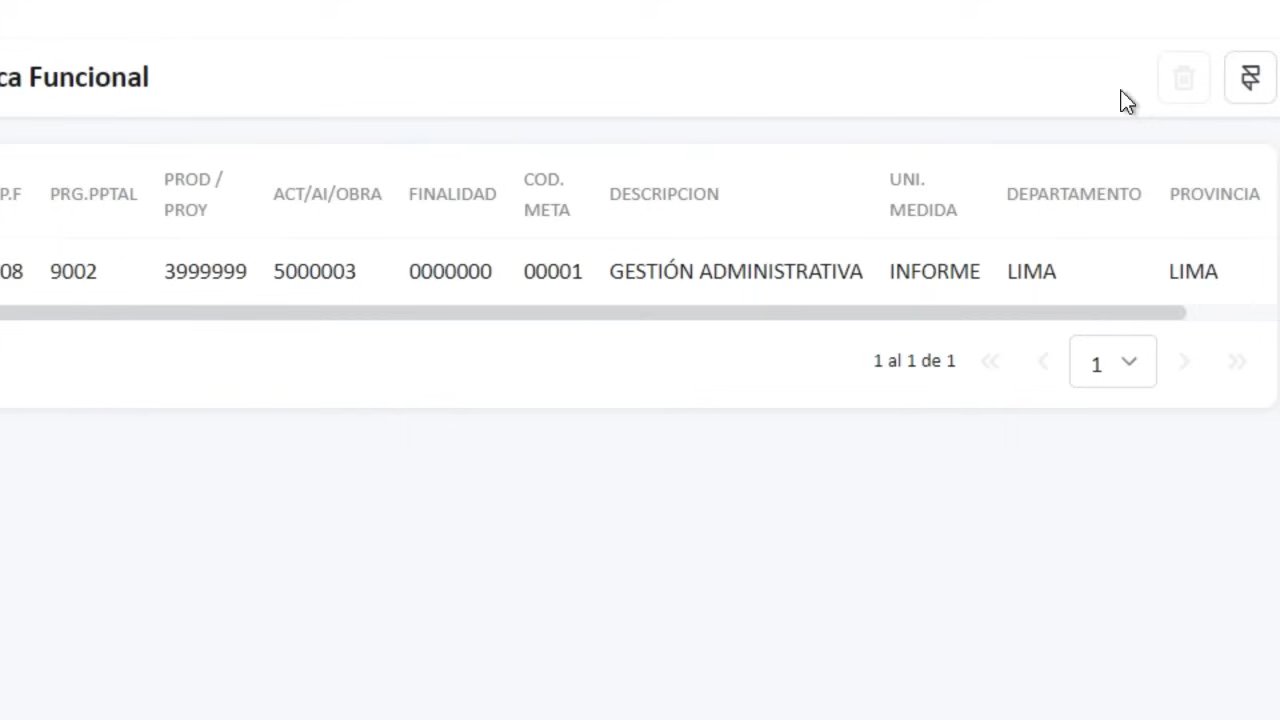 ca Funcional
P.F PRG.PPTAL PROD / PROY ACT/AI/OBRA FINALIDAD COD. META DESCRIPCION UNI. MEDIDA DEPARTAMENTO PROVINCIA
08 9002 3999999 5000003 0000000 00001 GESTIÓN ADMINISTRATIVA INFORME LIMA LIMA
1 al 1 de 1 1